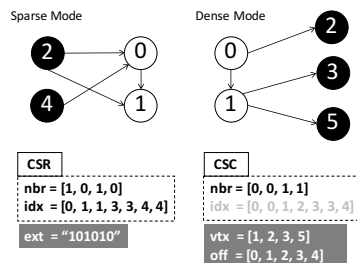 Sparse Mode
2
0
4
1
CSR
nbr = [1, 0, 1, 0]
idx = [0, 1, 1, 3, 3, 4, 4]
ext = “101010”
Dense Mode
2
0
3
1
5
CSC
nbr = [0, 0, 1, 1]
idx = [0, 0, 1, 2, 3, 3, 4]
vtx = [1, 2, 3, 5]
off = [0, 1, 2, 3, 4]